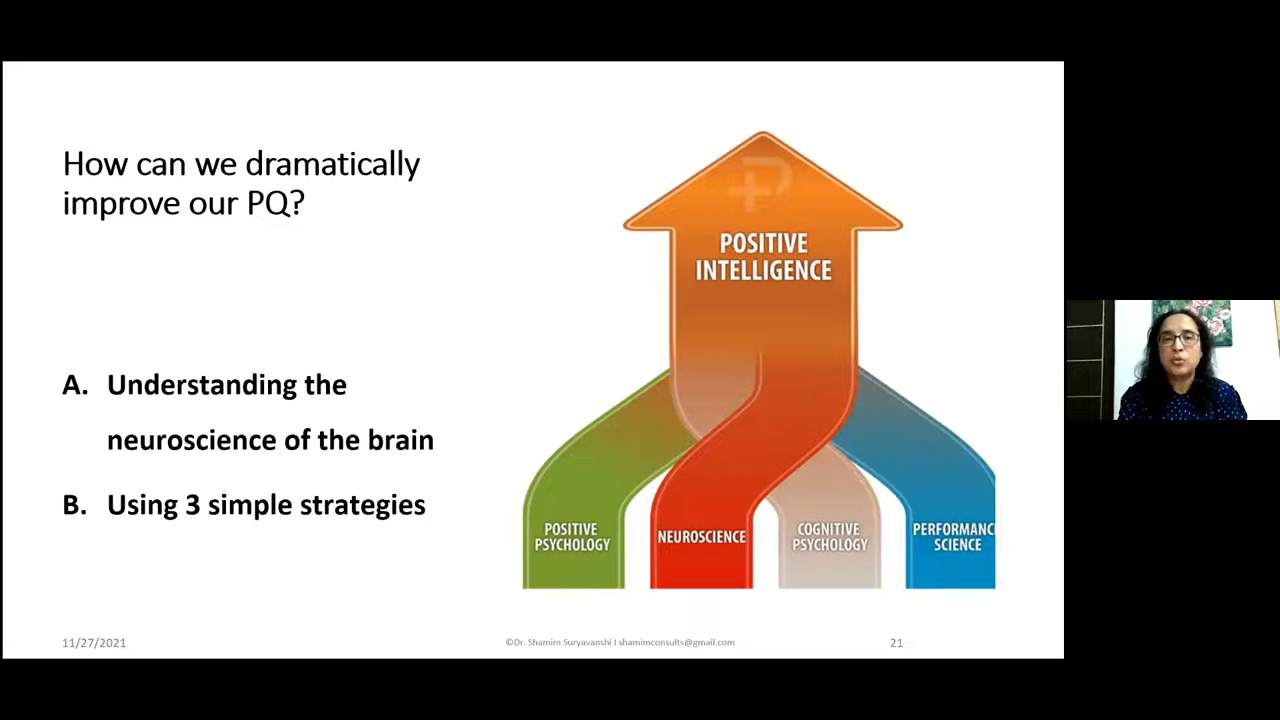 How can we dramatically
improve our PQ?
A. Understanding the
neuroscience of the brain
B. Using 3 simple strategies
POSITIVE
INTELLIGENCE
POSITIVE
PSYCHOLOGY
NEUROSCIENCE
COGNITIVE
PSYCHOLOGY
PERFORMANC
SCIENCE
11/27/2021
©Dr. Shamim Suryavanshi I shamimconsults@gmail.com
21